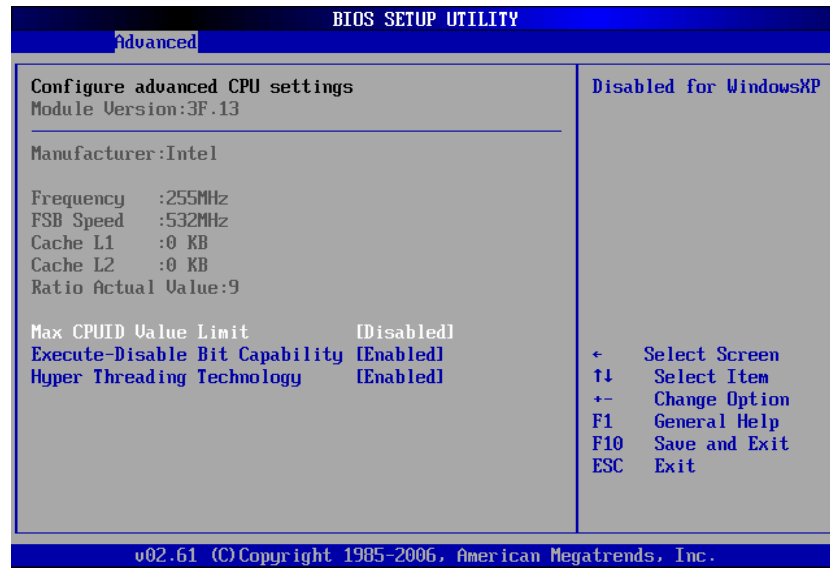 BIOS SETUP UTILITY
Advanced
Configure advanced CPU settings
Module Version:3F.13
Manufacturer:Intel
Frequency :255MHz
FSB Speed :532MHz
Cache L1 :0 KB
Cache L2 :0 KB
Ratio Actual Value:9
Max CPUID Value Limit [Disabled]
Execute-Disable Bit Capability [Enabled]
Hyper Threading Technology [Enabled]
Disabled for WindowsXP
← Select Screen
↑↓ Select Item
+- Change Option
F1 General Help
F10 Save and Exit
ESC Exit
v02.61 (C)Copyright 1985-2006, American Megatrends, Inc.